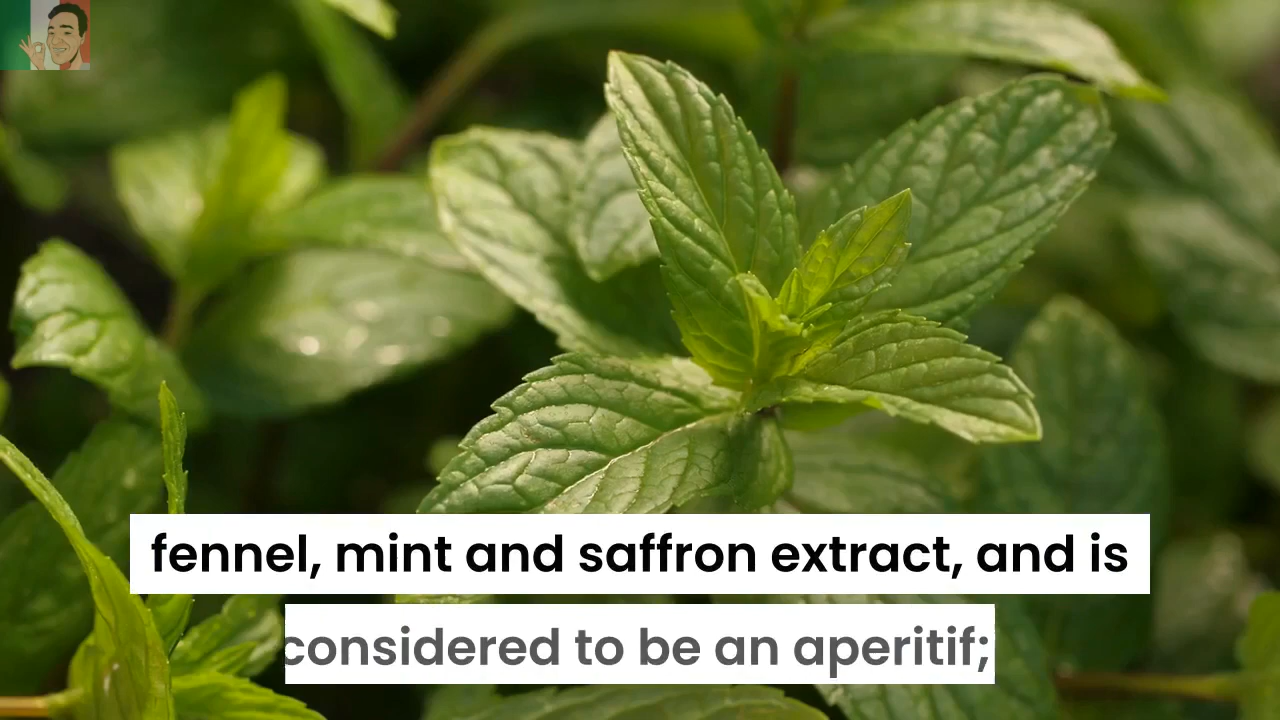 fennel, mint and saffron extract, and is
considered to be an aperitif;